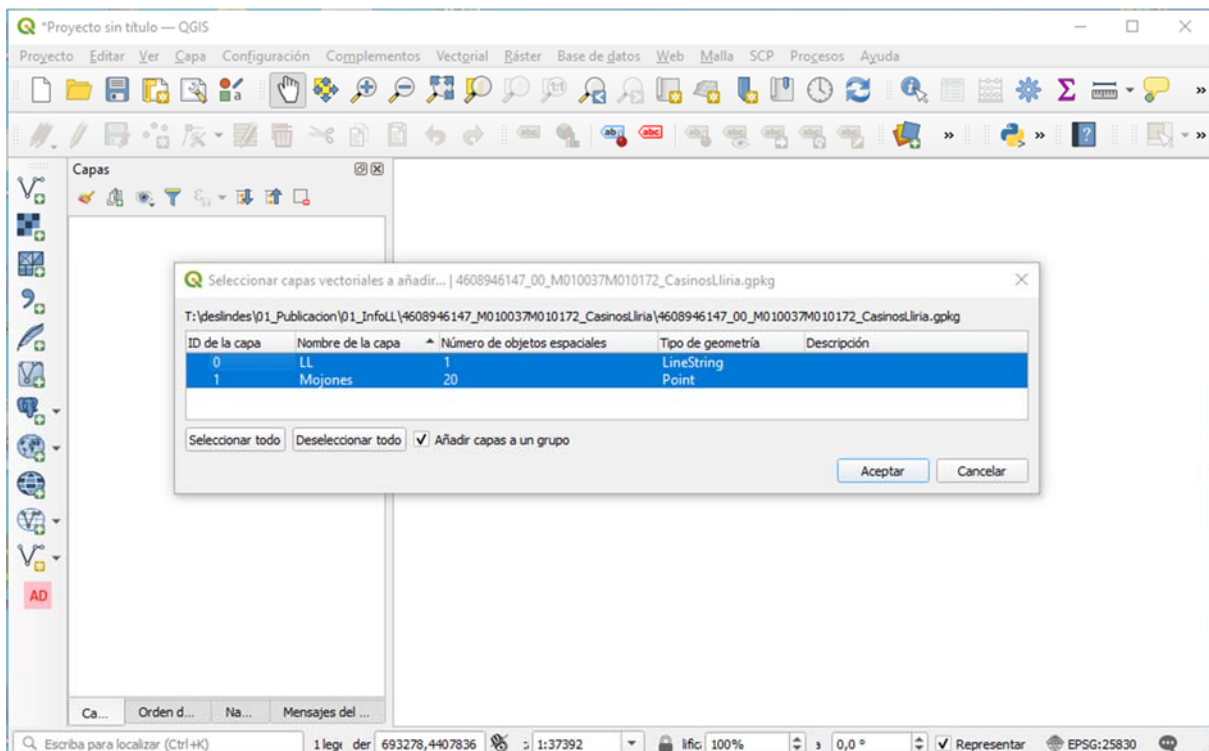 *Proyecto sin título — QGIS
Proyecto Editar Ver Capa Configuración Complementos Vectorial Ráster Base de datos Web Malla SCP Procesos Ayuda
Capas
Seleccionar capas vectoriales a añadir... | 4608946147_00_M010037M010172_CasinosLliria.gpkg
T:\deslindes\01_Publicacion\01_InfoLL\4608946147_M010037M010172_CasinosLliria\4608946147_00_M010037M010172_CasinosLliria.gpkg
ID de la capa Nombre de la capa Número de objetos espaciales Tipo de geometría Descripción
0 LL 1 LineString
1 Mojones 20 Point
Seleccionar todo Deseleccionar todo Añadir capas a un grupo
Aceptar Cancelar
AD
Ca... Orden d... Na... Mensajes del ...
Escriba para localizar (Ctrl+K) 1 leg der 693278,4407836 1:37392 lific 100% 0,0 ° Representar EPSG:25830